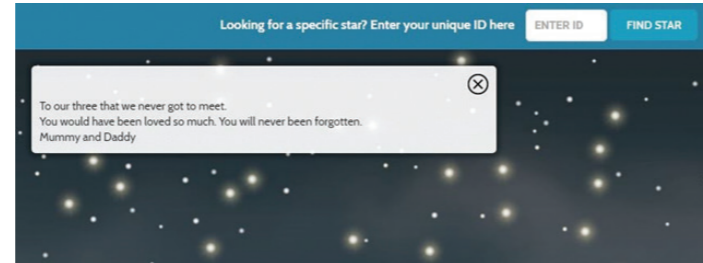 Looking for a specific star? Enter your unique ID here ENTER ID FIND STAR
To our three that we never got to meet.
You would have been loved so much. You will never been forgotten.
Mummy and Daddy